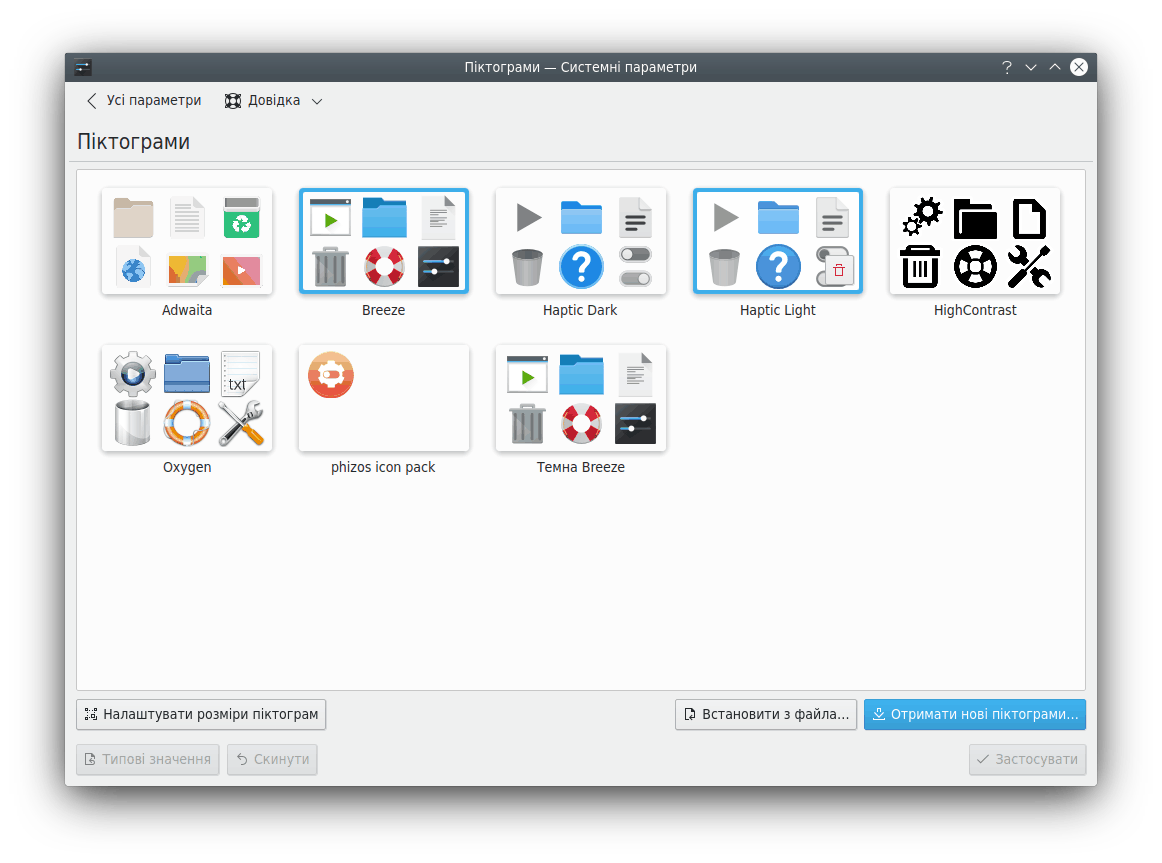 Піктограми — Системні параметри
Усі параметри Довідка
Піктограми
Adwaita Breeze Haptic Dark Haptic Light HighContrast
txt
Oxygen phizos icon pack Темна Breeze
Налаштувати розміри піктограм Встановити з файла... Отримати нові піктограми...
Типові значення Скинути Застосувати